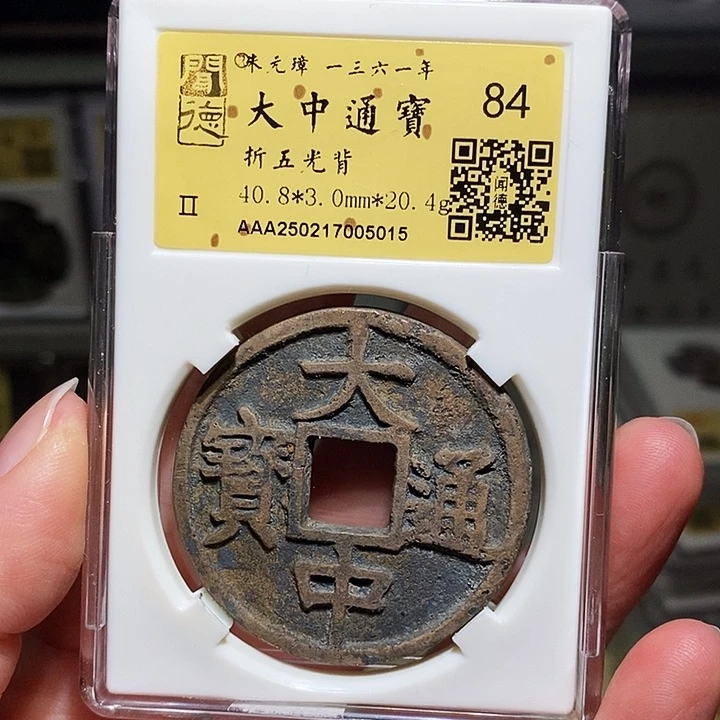 聞德
朱元璋 一三六一年
大中通寶
84
折五光背
II
40.8*3.0mm*20.4g
AAA250217005015
闻德
大中通寶